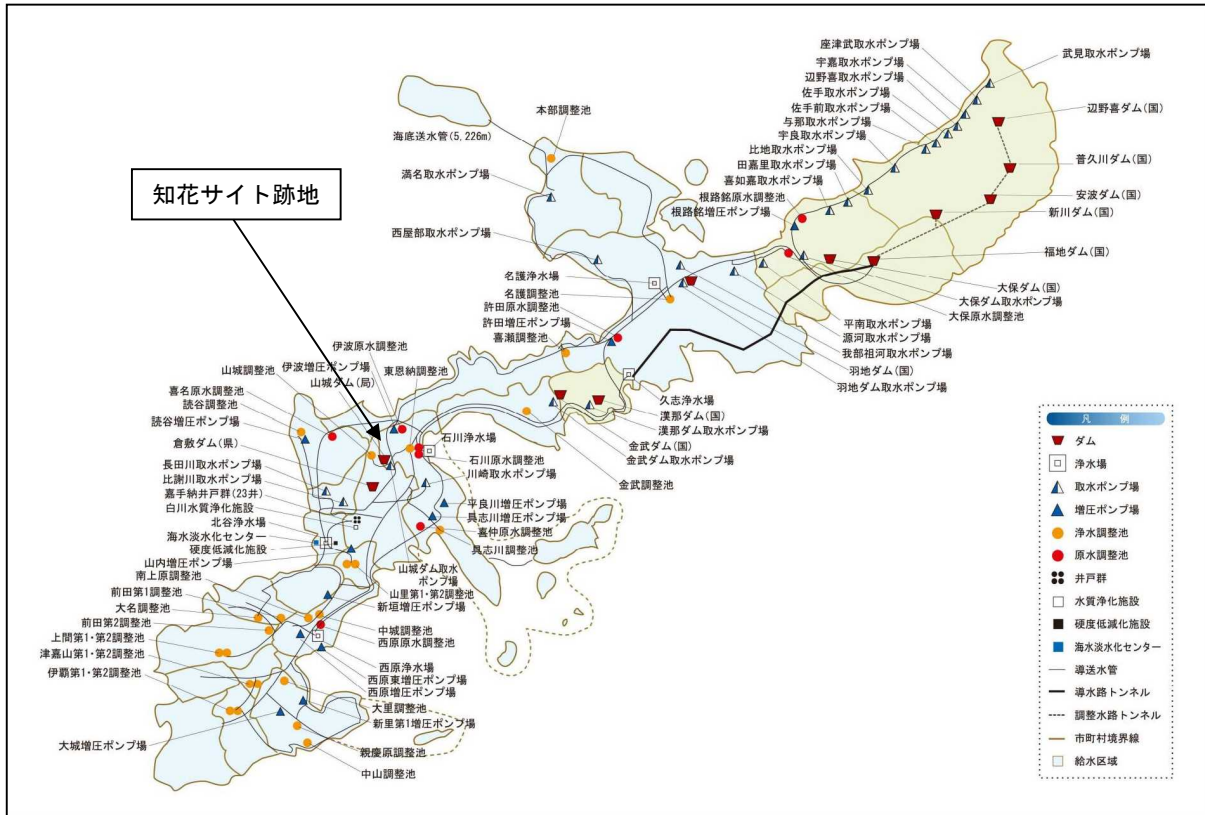 座津武取水ポンプ場
宇嘉取水ポンプ場
辺野喜取水ポンプ場
佐手取水ポンプ場
佐手前取水ポンプ場
与那取水ポンプ場
宇良取水ポンプ場
比地取水ポンプ場
田嘉里取水ポンプ場
喜如嘉取水ポンプ場
根路銘原水調整池
根路銘増圧ポンプ場
武見取水ポンプ場
辺野喜ダム(国)
普久川ダム(国)
安波ダム(国)
新川ダム(国)
福地ダム(国)
大保ダム(国)
大保ダム取水ポンプ場
大保原水調整池
平南取水ポンプ場
源河取水ポンプ場
我部祖河取水ポンプ場
羽地ダム(国)
羽地ダム取水ポンプ場
本部調整池
海底送水管(5,226m)
満名取水ポンプ場
知花サイト跡地
西屋部取水ポンプ場
名護浄水場
名護調整池
許田原水調整池
許田増圧ポンプ場
喜瀬調整池
久志浄水場
漢那ダム(国)
漢那ダム取水ポンプ場
金武ダム(国)
金武ダム取水ポンプ場
金武調整池
伊波原水調整池
伊波増圧ポンプ場
東恩納調整池
山城ダム(局)
山城調整池
喜名原水調整池
読谷調整池
読谷増圧ポンプ場
倉敷ダム(県)
長田川取水ポンプ場
比謝川取水ポンプ場
嘉手納井戸群(23井)
白川水質浄化施設
北谷浄水場
海水淡水化センター
硬度低減化施設
山内増圧ポンプ場
南上原調整池
前田第1調整池
大名調整池
前田第2調整池
上間第1・第2調整池
津嘉山第1・第2調整池
伊覇第1・第2調整池
大城増圧ポンプ場
石川浄水場
石川原水調整池
川崎取水ポンプ場
平良川増圧ポンプ場
具志川増圧ポンプ場
喜仲原水調整池
具志川調整池
山城ダム取水
ポンプ場
山里第1・第2調整池
新垣増圧ポンプ場
中城調整池
西原原水調整池
西原浄水場
西原東増圧ポンプ場
西原増圧ポンプ場
大里調整池
新里第1増圧ポンプ場
親慶原調整池
中山調整池
凡 例
ダム
浄水場
取水ポンプ場
増圧ポンプ場
浄水調整池
原水調整池
井戸群
水質浄化施設
硬度低減化施設
海水淡水化センター
導送水管
導水路トンネル
調整水路トンネル
市町村境界線
給水区域